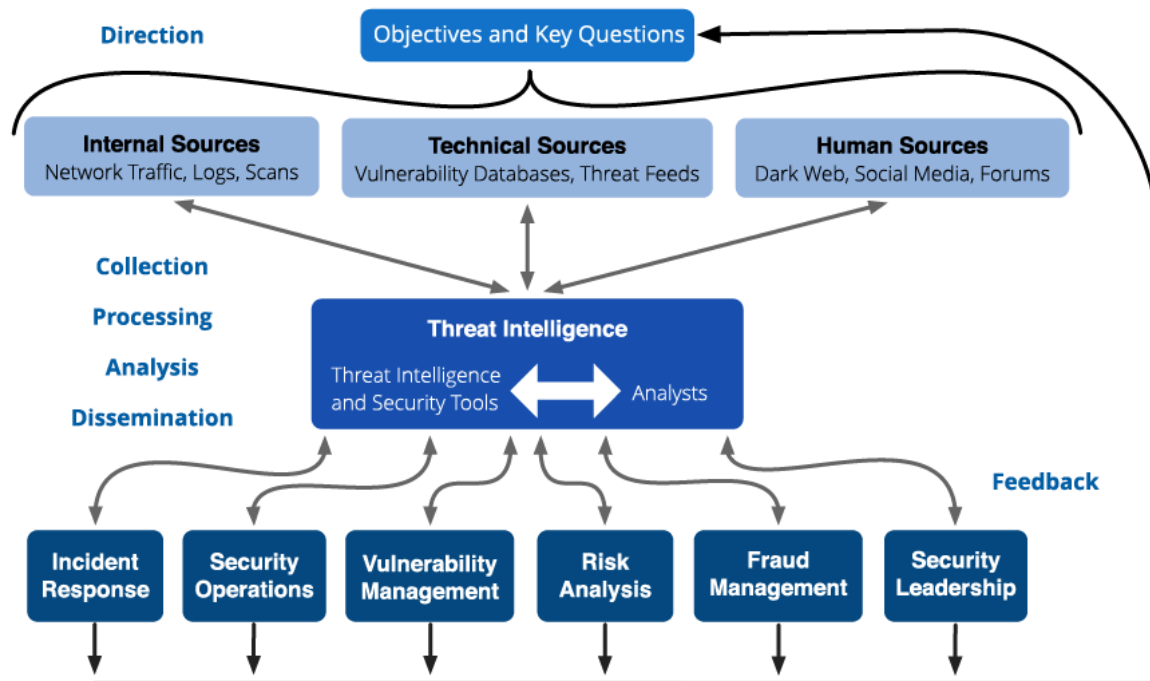 Direction
Objectives and Key Questions
Internal Sources
Network Traffic, Logs, Scans
Technical Sources
Vulnerability Databases, Threat Feeds
Human Sources
Dark Web, Social Media, Forums
Collection
Processing
Analysis
Dissemination
Threat Intelligence
Threat Intelligence
and Security Tools
Analysts
Feedback
Incident
Response
Security
Operations
Vulnerability
Management
Risk
Analysis
Fraud
Management
Security
Leadership